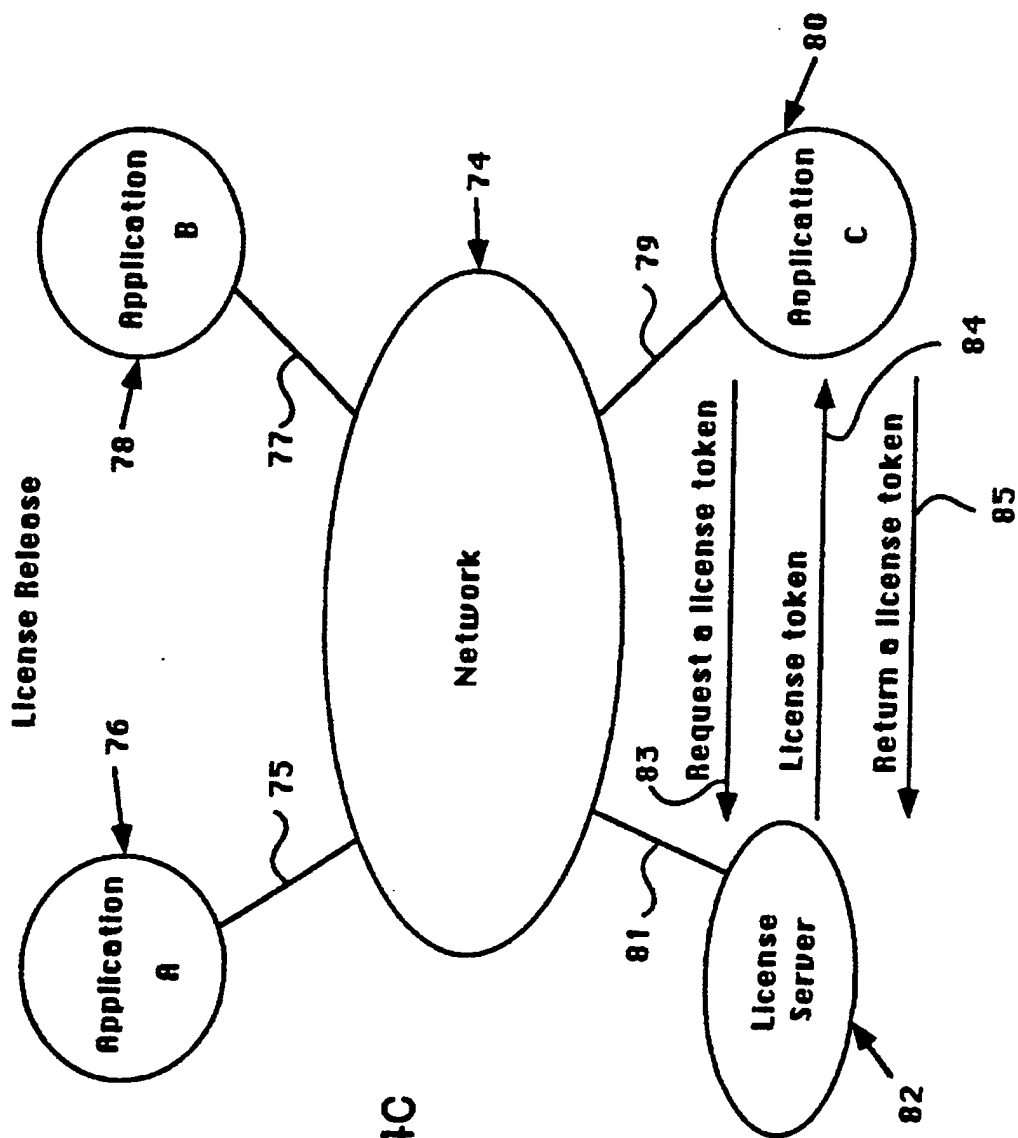 License Release
76
Application
A
75
78
Application
B
77
Network
74
81
79
License
Server
82
Application
C
80
83
Request a license token
License token
84
Return a license token
85